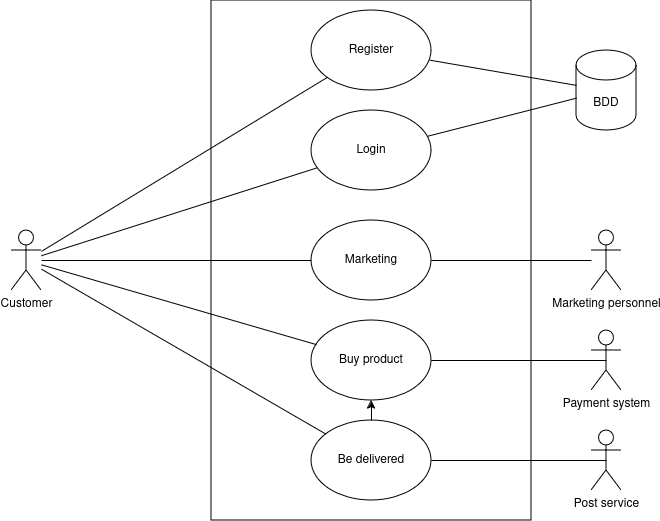 Register
BDD
Login
Customer
Marketing
Marketing personnel
Buy product
Payment system
Be delivered
Post service